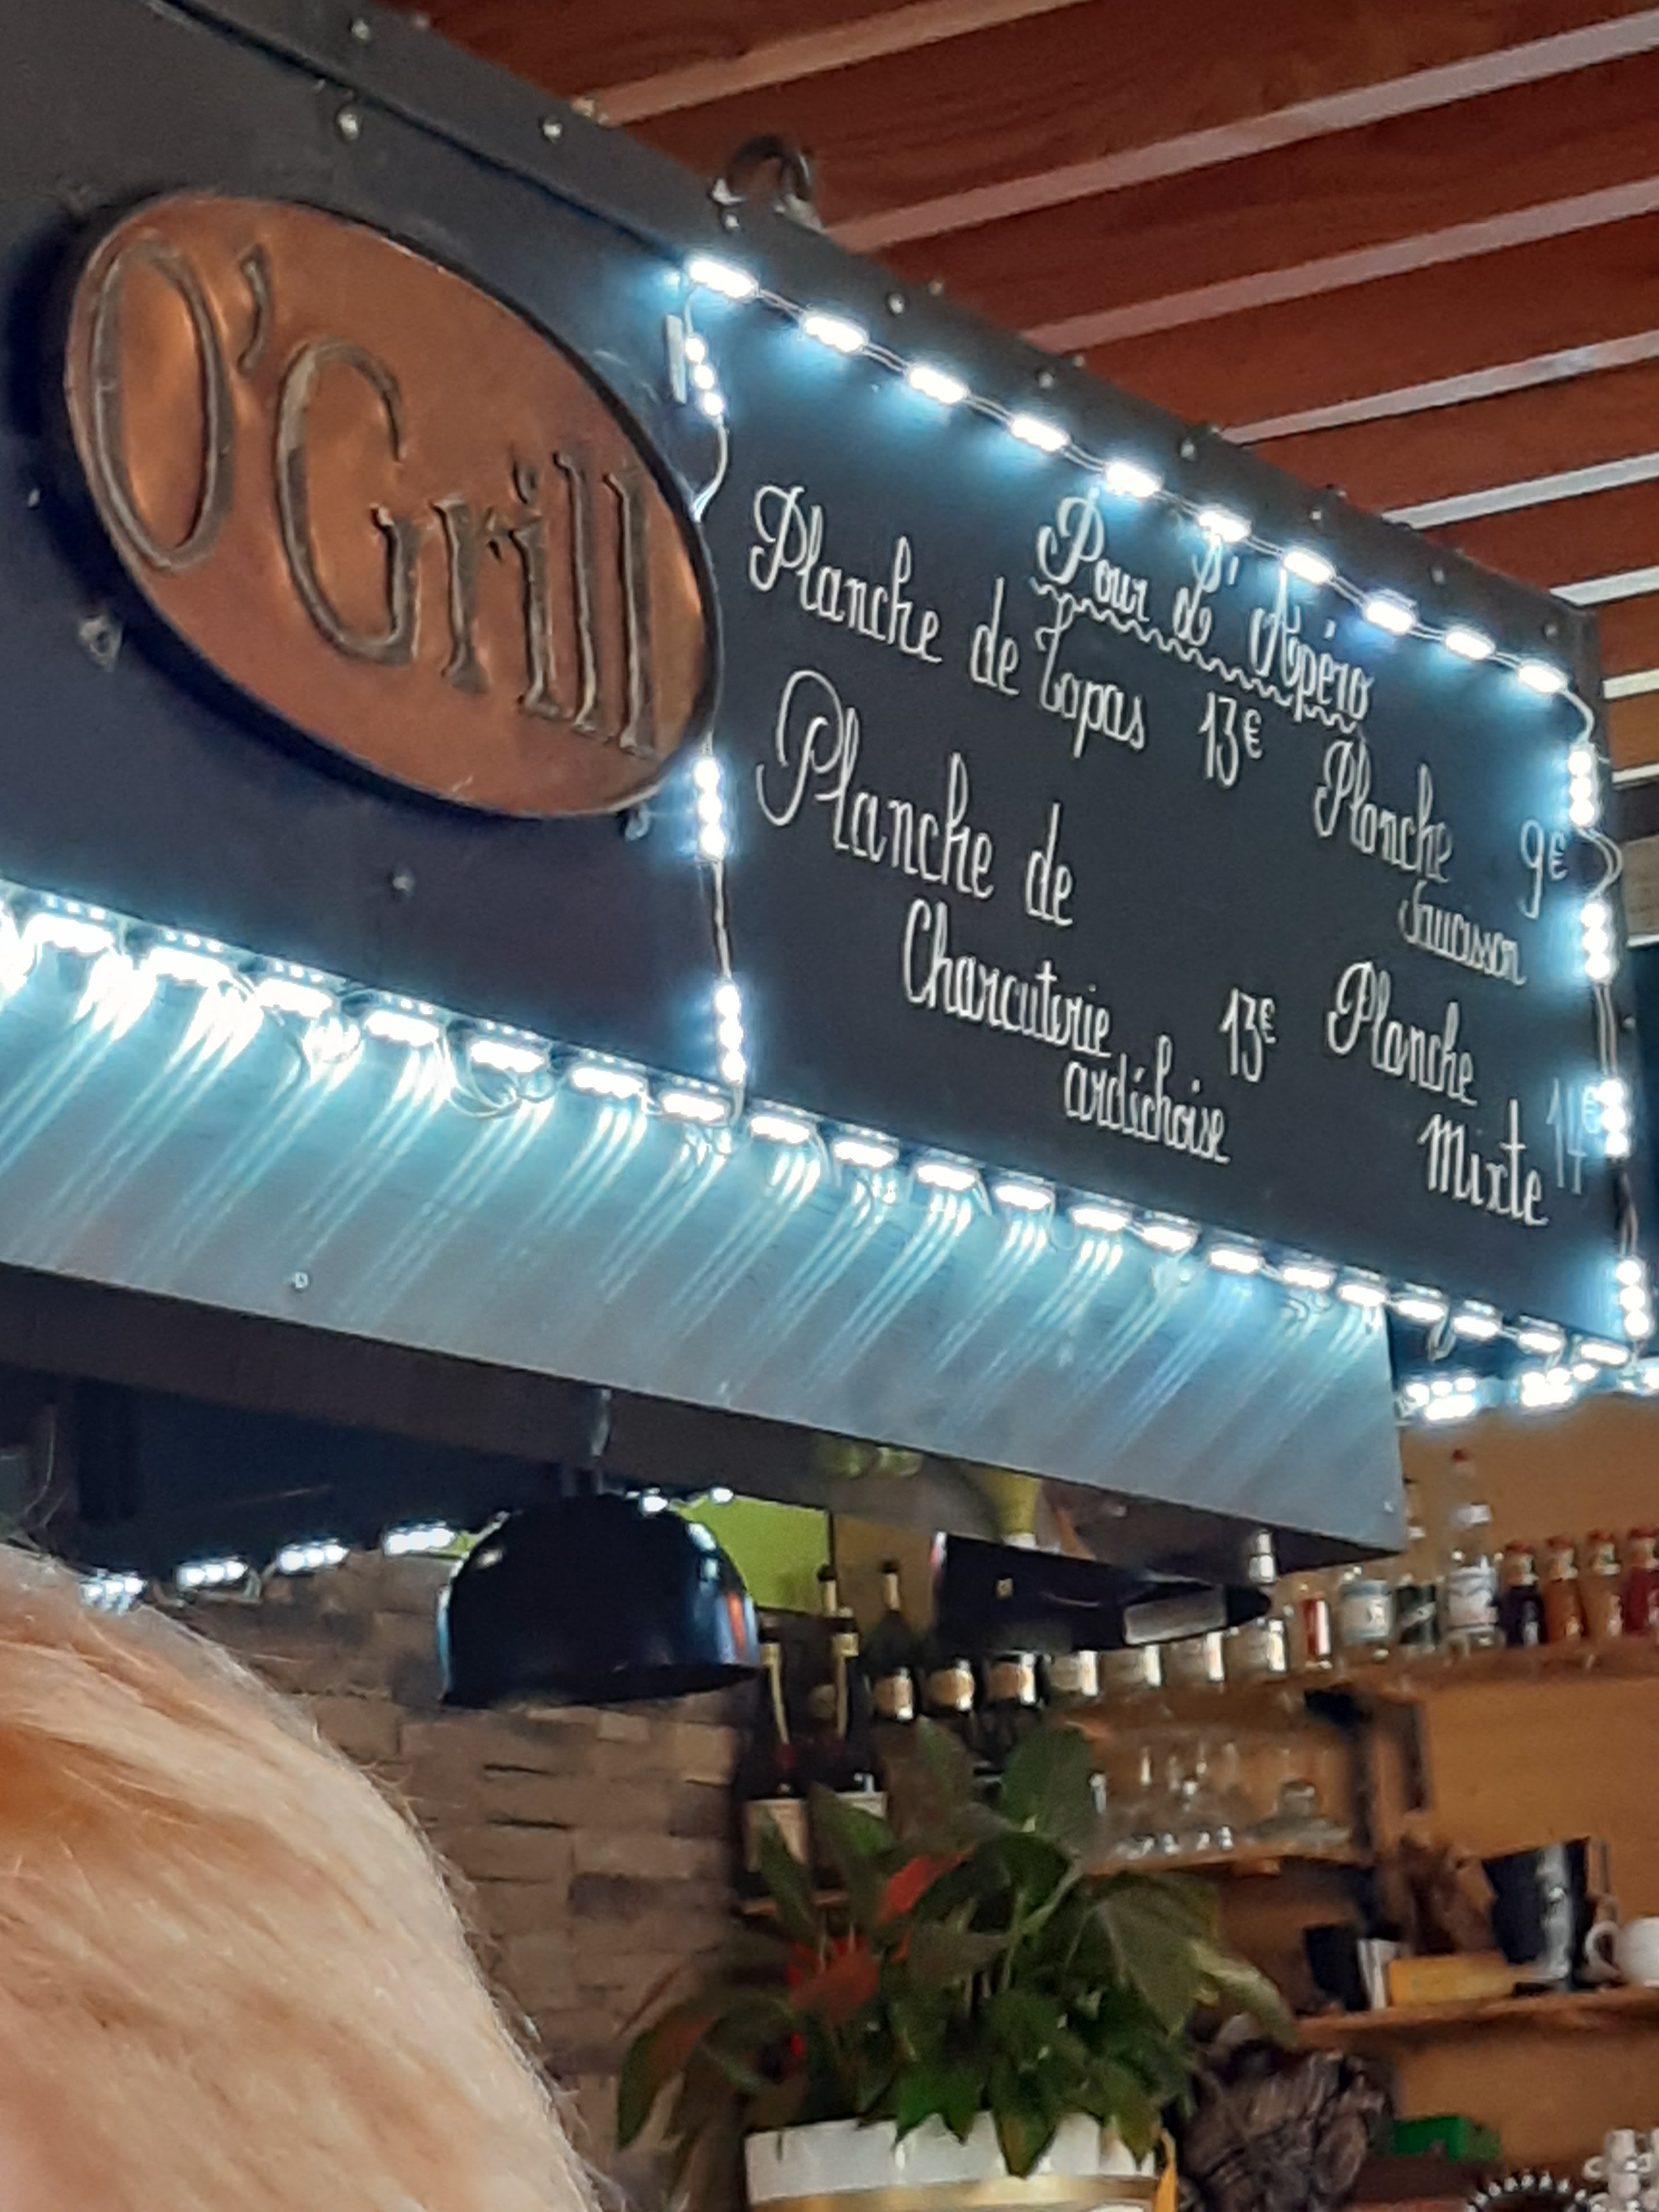 O'Grill
Pour L' Apéro
Planche de Tapas 13€
Planche de
Charcuterie 13€
ardéchoise
Planche 9€
Saucisson
Planche
Mixte 14€